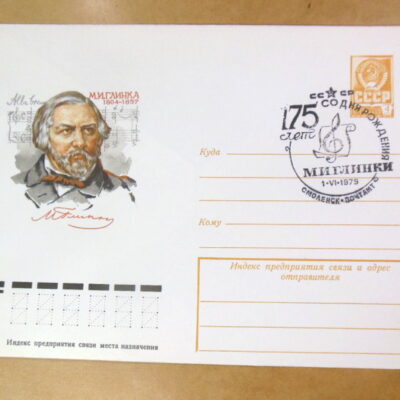 М.И.ГЛИНКА
1804-1857
СССР
СО ДНЯ РОЖДЕНИЯ
175
лет
М.И.ГЛИНКИ
1-VI-1979
СМОЛЕНСК•ПОЧТАМТ
СССР
Куда
Кому
Индекс предприятия связи и адрес
отправителя
Индекс предприятия связи места назначения